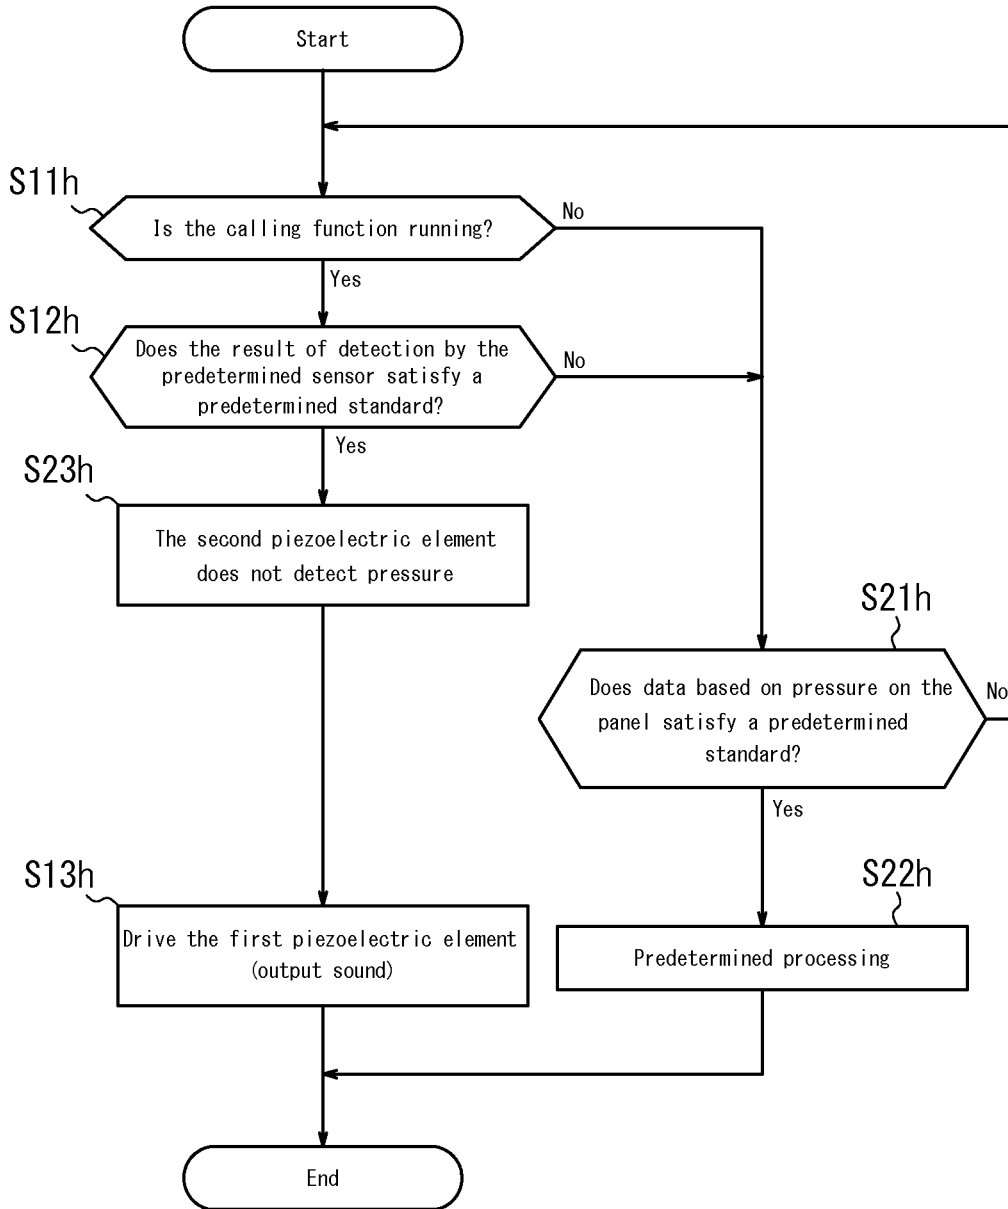 Start
S11h
Is the calling function running?
No
Yes
S12h
Does the result of detection by the
predetermined sensor satisfy a
predetermined standard?
No
Yes
S23h
The second piezoelectric element
does not detect pressure
S21h
Does data based on pressure on the
panel satisfy a predetermined
standard?
No
Yes
S13h
Drive the first piezoelectric element
(output sound)
S22h
Predetermined processing
End